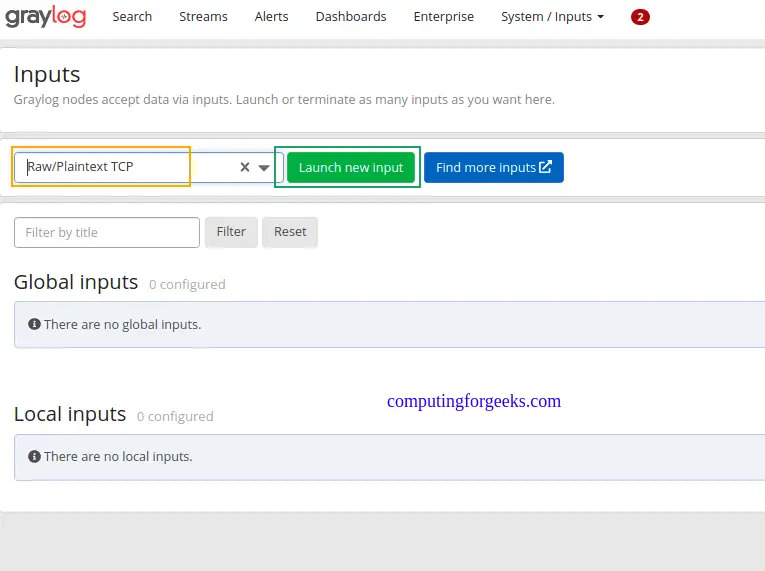 graylog Search Streams Alerts Dashboards Enterprise System / Inputs 2
Inputs
Graylog nodes accept data via inputs. Launch or terminate as many inputs as you want here.
Raw/Plaintext TCP Launch new input Find more inputs
Filter by title Filter Reset
Global inputs 0 configured
There are no global inputs.
computingforgeeks.com
Local inputs 0 configured
There are no local inputs.